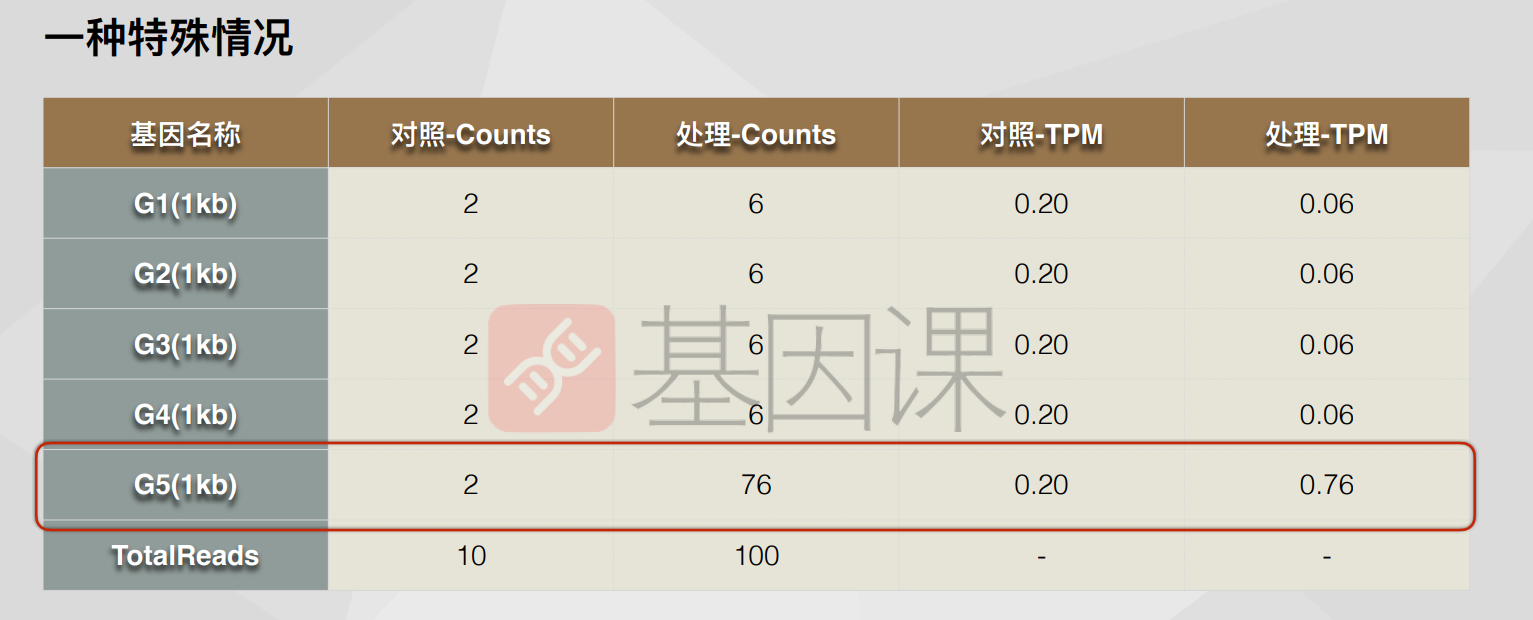 一种特殊情况
基因名称 对照-Counts 处理-Counts 对照-TPM 处理-TPM
G1(1kb) 2 6 0.20 0.06
G2(1kb) 2 6 0.20 0.06
G3(1kb) 2 6 0.20 0.06
G4(1kb) 2 6 0.20 0.06
G5(1kb) 2 76 0.20 0.76
TotalReads 10 100 - -
基因课